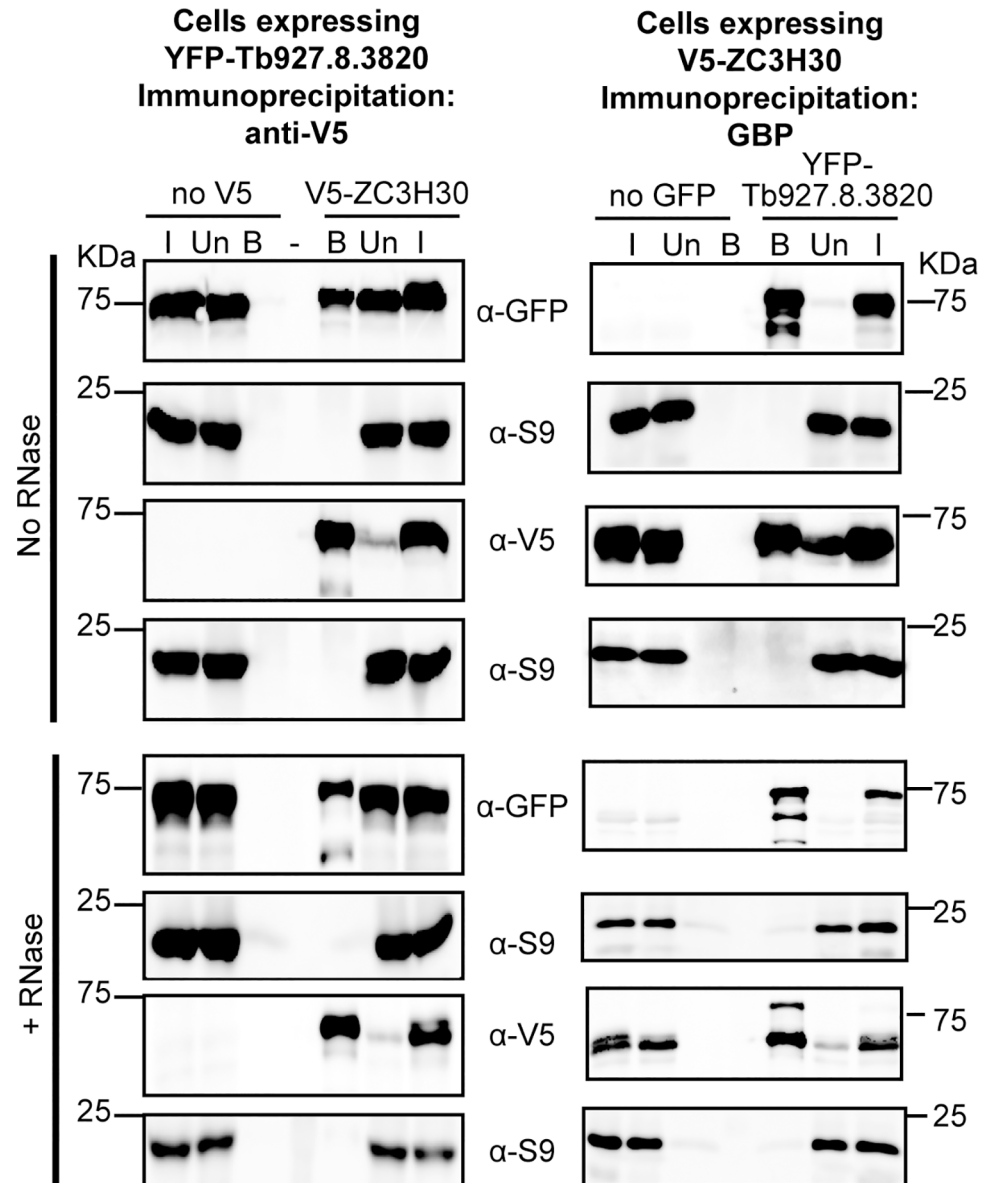 Cells expressing
YFP-Tb927.8.3820
Immunoprecipitation:
anti-V5
Cells expressing
V5-ZC3H30
Immunoprecipitation:
GBP
no V5
V5-ZC3H30
no GFP
YFP-
Tb927.8.3820
I Un B - B Un I
I Un B B Un I
KDa
KDa
No RNase
75
α-GFP
75
25
α-S9
25
75
α-V5
75
25
α-S9
25
+ RNase
75
α-GFP
75
25
α-S9
25
75
α-V5
75
25
α-S9
25